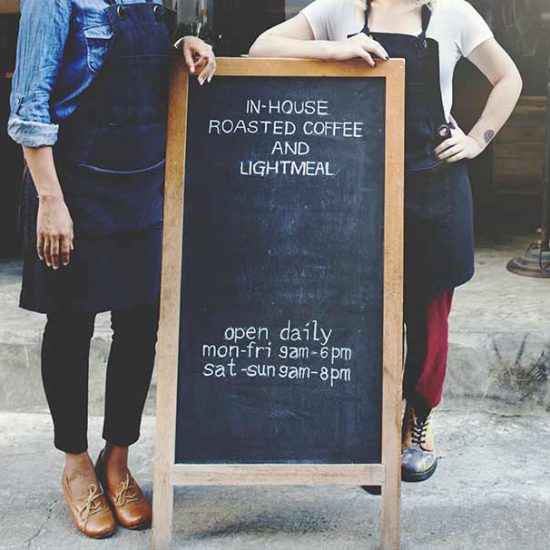 IN-HOUSE
ROASTED COFFEE
AND
LIGHTMEAL
open daily
mon-fri 9am-6pm
sat-sun 9am-8pm